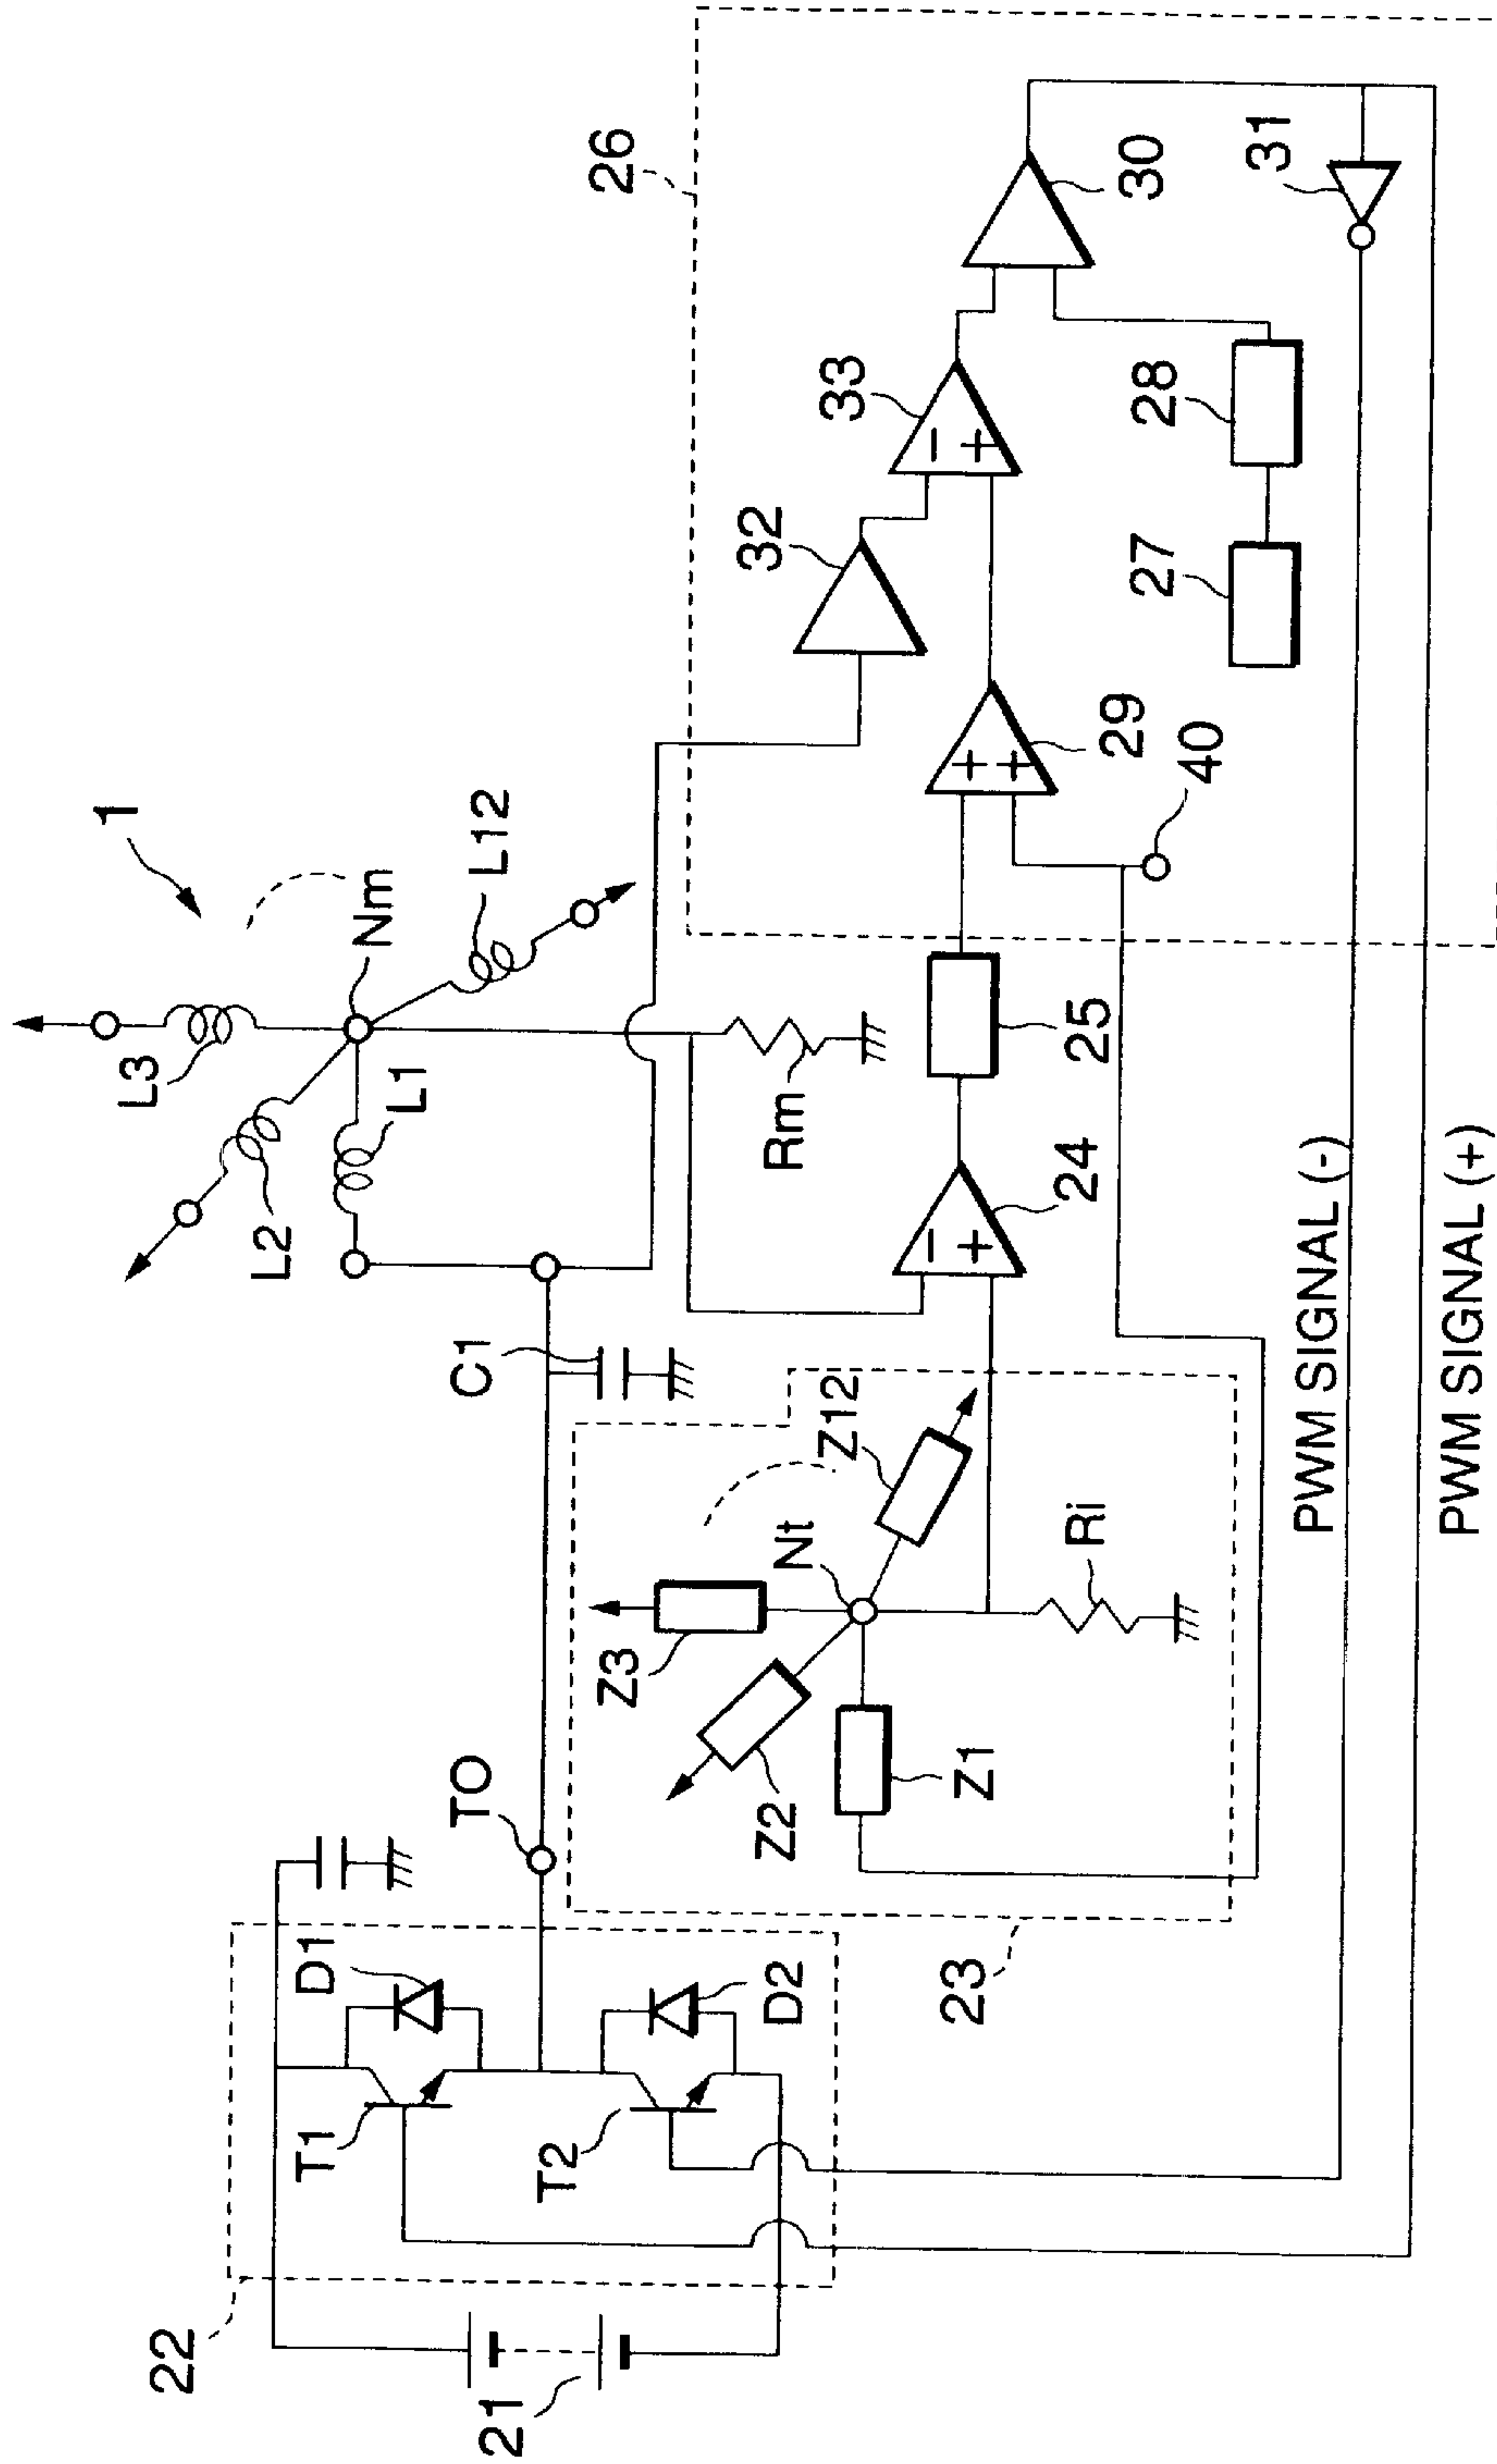 1
L3
Nm
L2
L1
L12
26
C1
Rm
32
33
30
31
22
T1
D1
TO
T2
D2
21
23
Z3
Z2
Nt
Z12
Z1
Ri
24
25
29
40
27
28
PWM SIGNAL (-)
PWM SIGNAL (+)